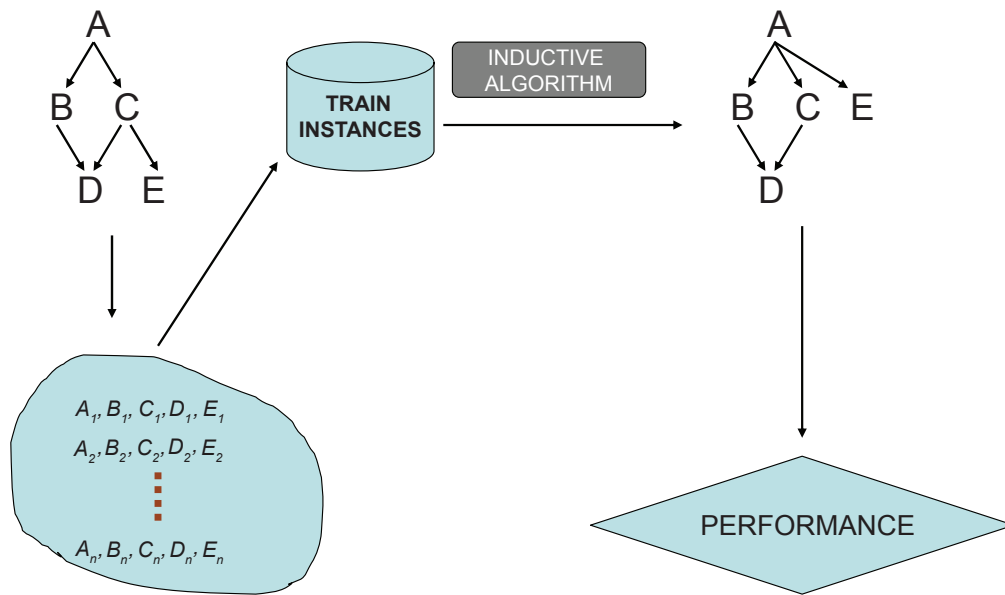 A
B C
D E
TRAIN
INSTANCES
INDUCTIVE
ALGORITHM
A
B C E
D
A₁, B₁, C₁, D₁, E₁
A₂, B₂, C₂, D₂, E₂
Aₙ, Bₙ, Cₙ, Dₙ, Eₙ
PERFORMANCE